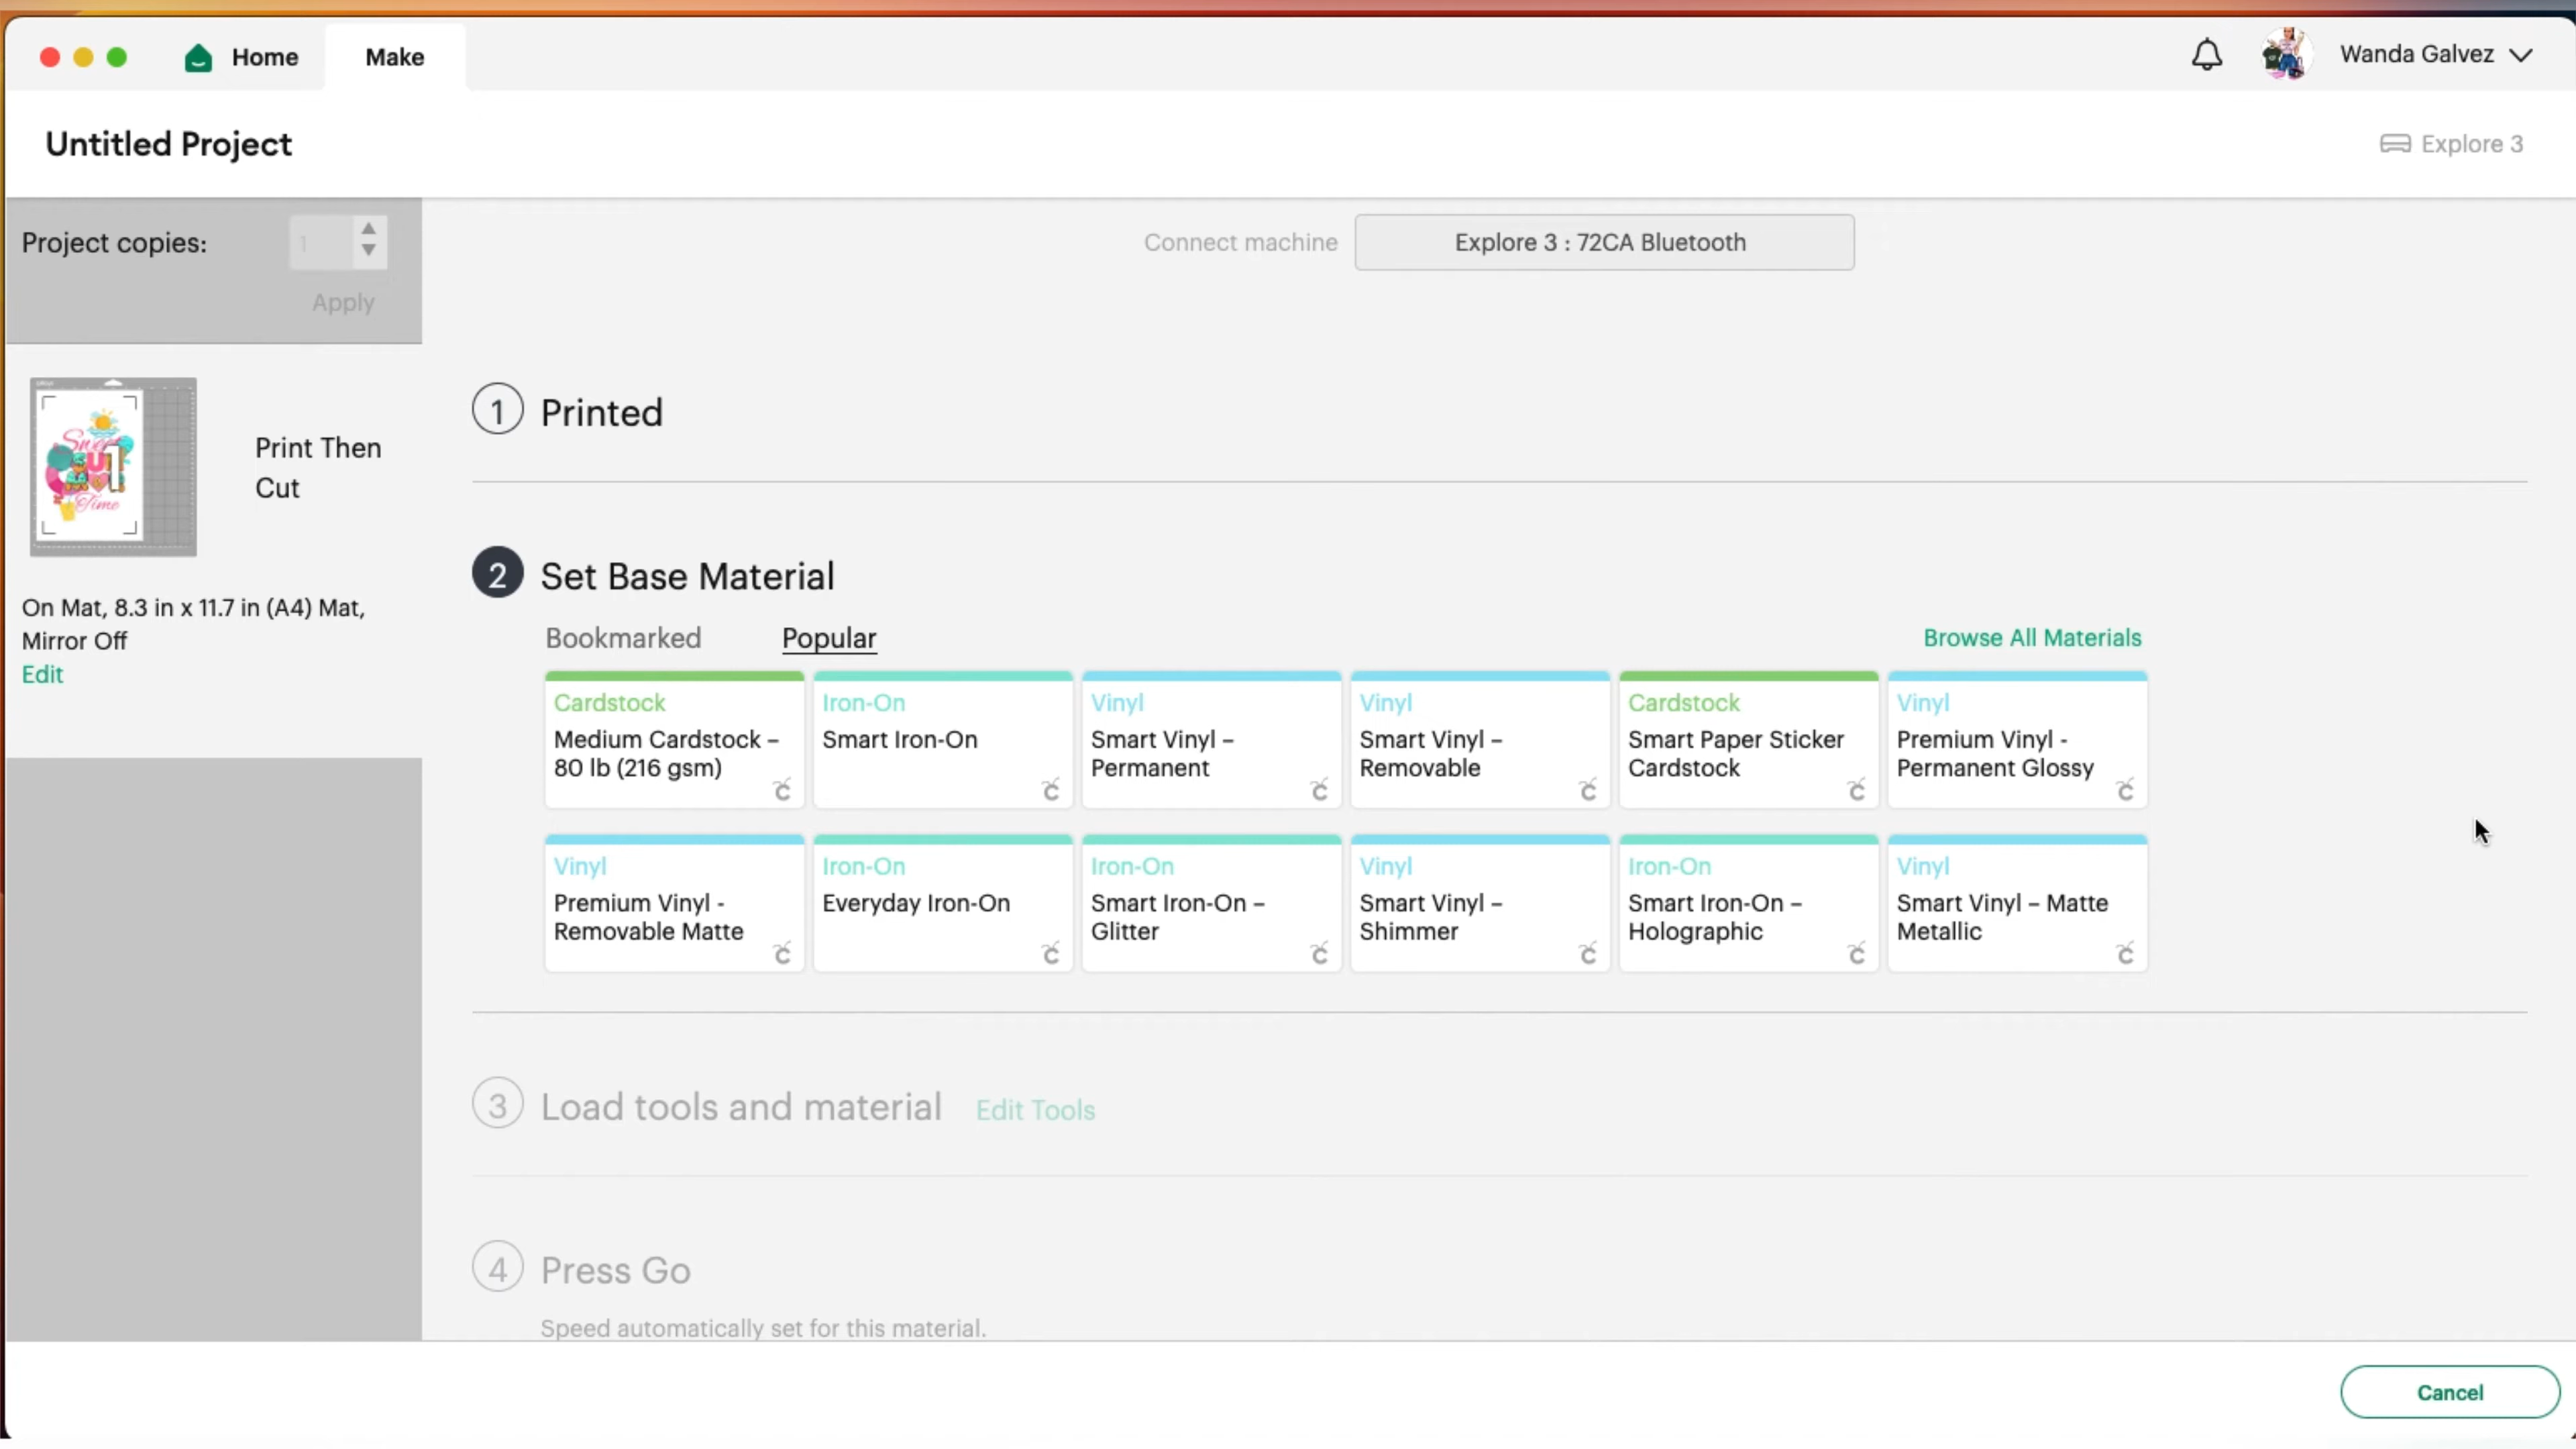 Home
Make
Wanda Galvez
Untitled Project
Explore 3
Project copies:
1
Apply
Connect machine
Explore 3 : 72CA Bluetooth
Sweet
SUN
Time
1
Print Then
Cut
On Mat, 8.3 in x 11.7 in (A4) Mat,
Mirror Off
Edit
1 Printed
2 Set Base Material
Bookmarked
Popular
Browse All Materials
Cardstock
Medium Cardstock –
80 lb (216 gsm)
Iron-On
Smart Iron-On
Vinyl
Smart Vinyl –
Permanent
Vinyl
Smart Vinyl –
Removable
Cardstock
Smart Paper Sticker
Cardstock
Vinyl
Premium Vinyl -
Permanent Glossy
Vinyl
Premium Vinyl -
Removable Matte
Iron-On
Everyday Iron-On
Iron-On
Smart Iron-On –
Glitter
Vinyl
Smart Vinyl –
Shimmer
Iron-On
Smart Iron-On –
Holographic
Vinyl
Smart Vinyl – Matte
Metallic
3 Load tools and material
Edit Tools
4 Press Go
Speed automatically set for this material.
Cancel